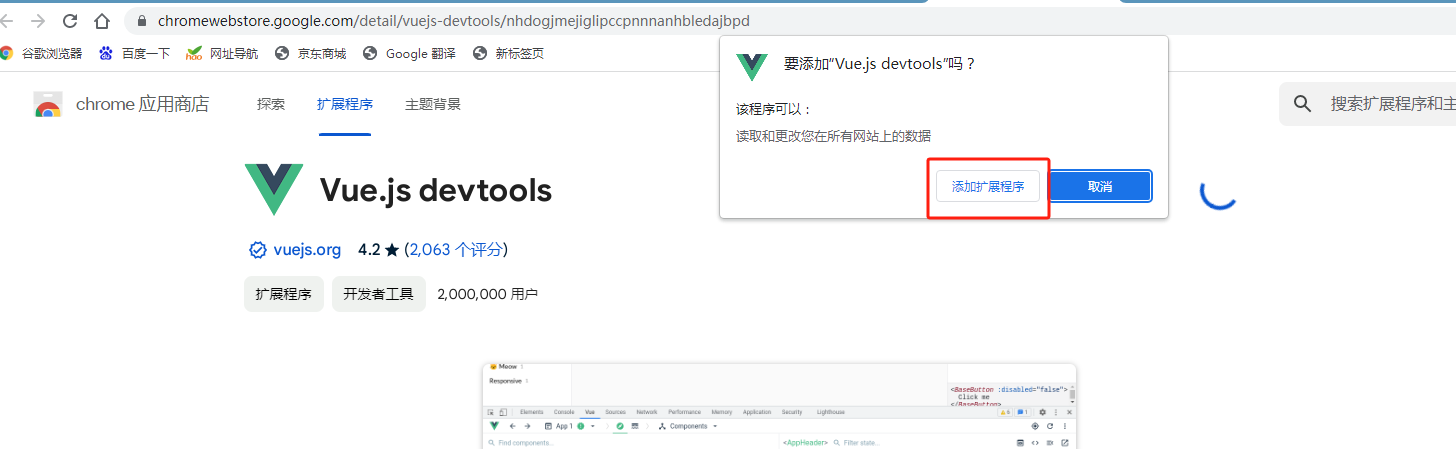 chromewebstore.google.com/detail/vuejs-devtools/nhdogjmejiglipccpnnnanhbledajbpd
谷歌浏览器 百度一下 网址导航 京东商城 Google 翻译 新标签页
要添加“Vue.js devtools”吗？
该程序可以：
读取和更改您在所有网站上的数据
添加扩展程序 取消
chrome 应用商店 探索 扩展程序 主题背景 搜索扩展程序和主
Vue.js devtools
vuejs.org 4.2 ★ (2,063 个评分)
扩展程序 开发者工具 2,000,000 用户
Meow 1
Responsive 1
<BaseButton :disabled="false">
Click me
</BaseButton>
Elements Console Vue Sources Network Performance Memory Application Security Lighthouse
App 1 Components
Find components... <AppHeader> Filter state...